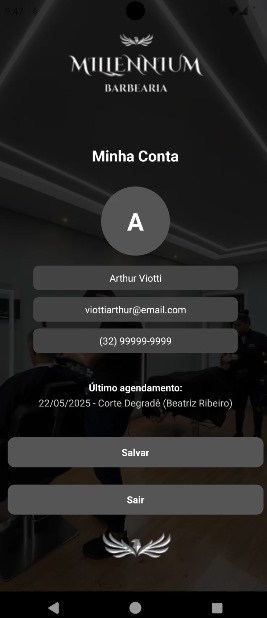 MILLENNIUM
BARBEARIA
Minha Conta
A
Arthur Viotti
viottiarthur@email.com
(32) 99999-9999
Último agendamento:
22/05/2025 - Corte Degradê (Beatriz Ribeiro)
Salvar
Sair